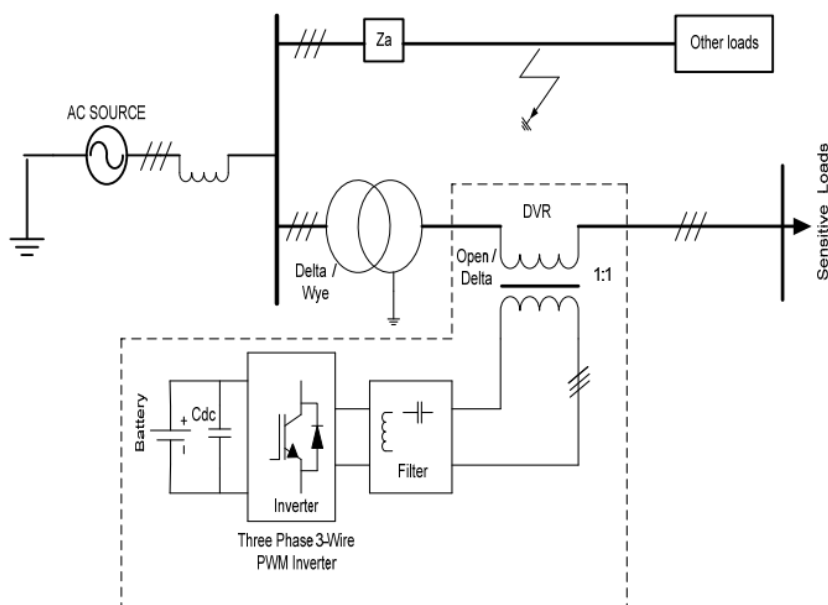 Za
Other loads
AC SOURCE
DVR
Delta /
Wye
Open /
Delta
1:1
Sensitive Loads
Battery
+
-
Cdc
Inverter
Filter
Three Phase 3-Wire
PWM Inverter